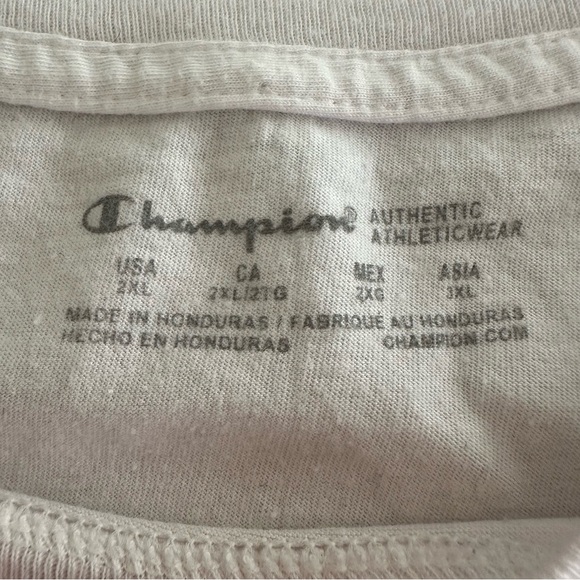 Champion® AUTHENTIC ATHLETICWEAR
USA CA MEX ASIA
2XL 2XL/2TG 2XG 3XL
MADE IN HONDURAS / FABRIQUE AU HONDURAS
HECHO EN HONDURAS CHAMPION.COM